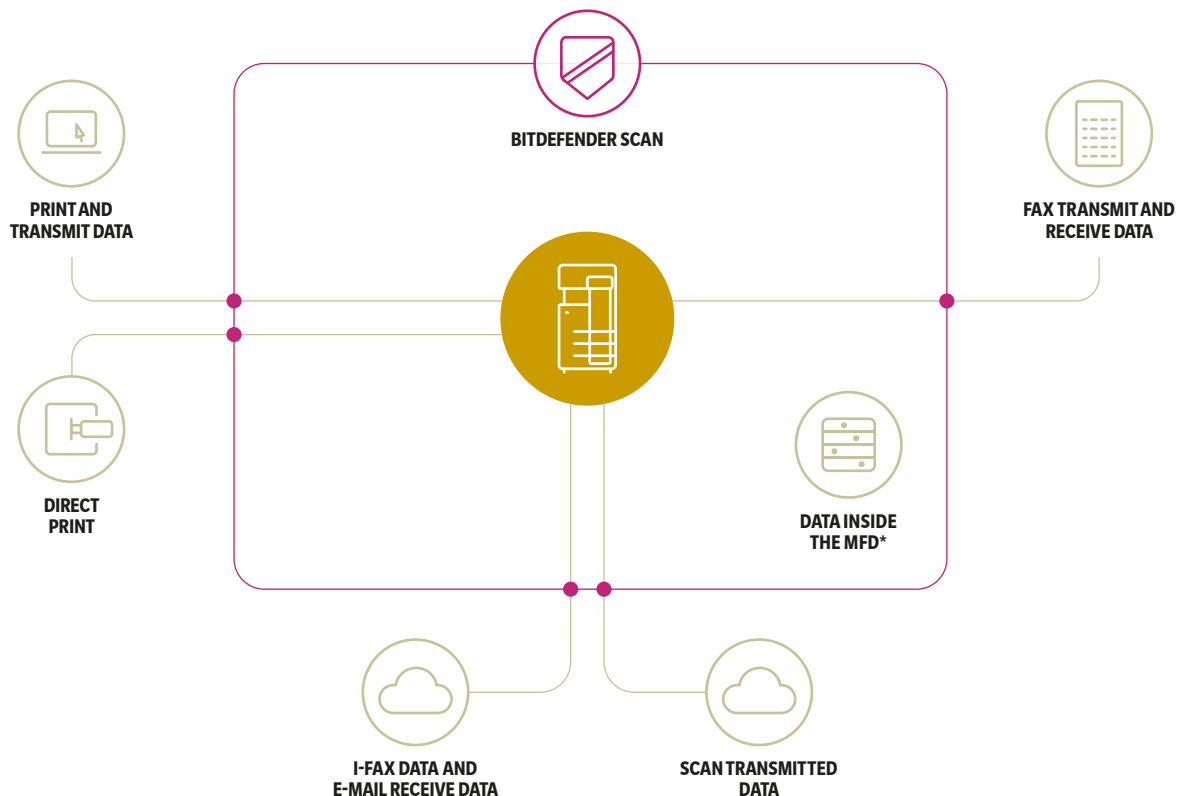 BITDEFENDER SCAN
PRINT AND
TRANSMIT DATA
FAX TRANSMIT AND
RECEIVE DATA
DIRECT
PRINT
DATA INSIDE
THE MFD*
I-FAX DATA AND
E-MAIL RECEIVE DATA
SCAN TRANSMITTED
DATA